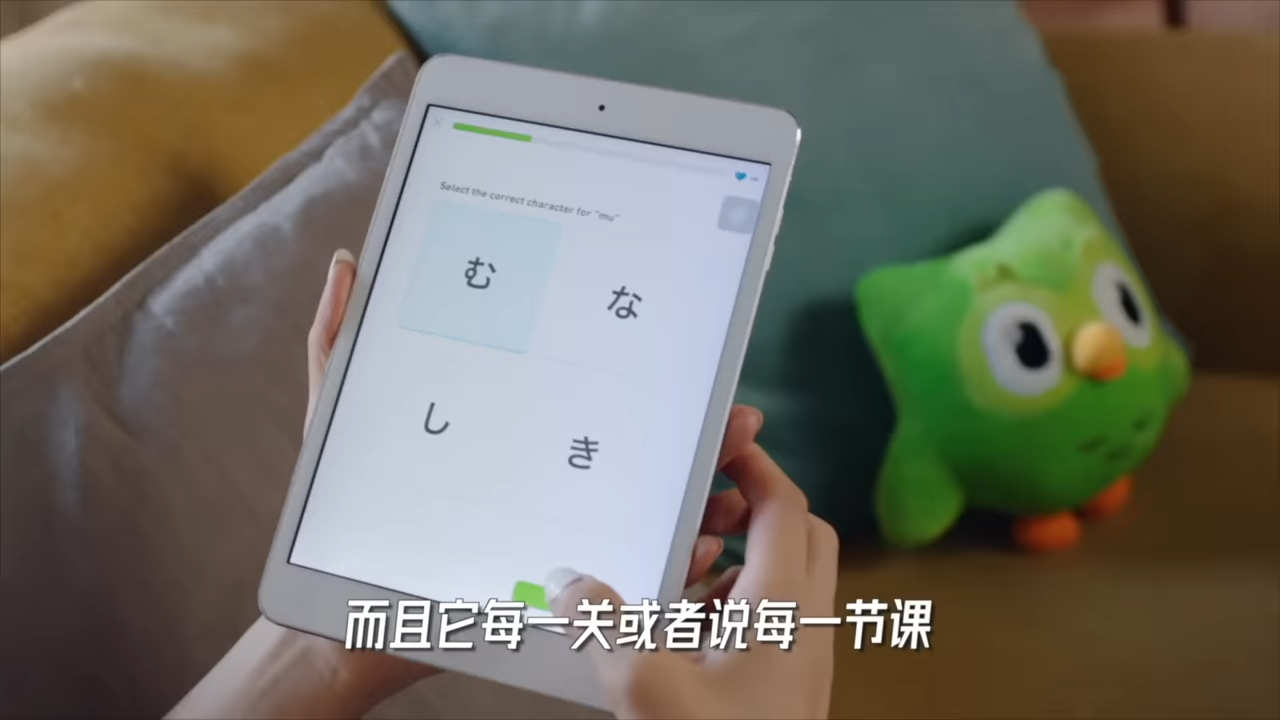 Select the correct character for "mu"
む
な
し
き
而且它每一关或者说每一节课